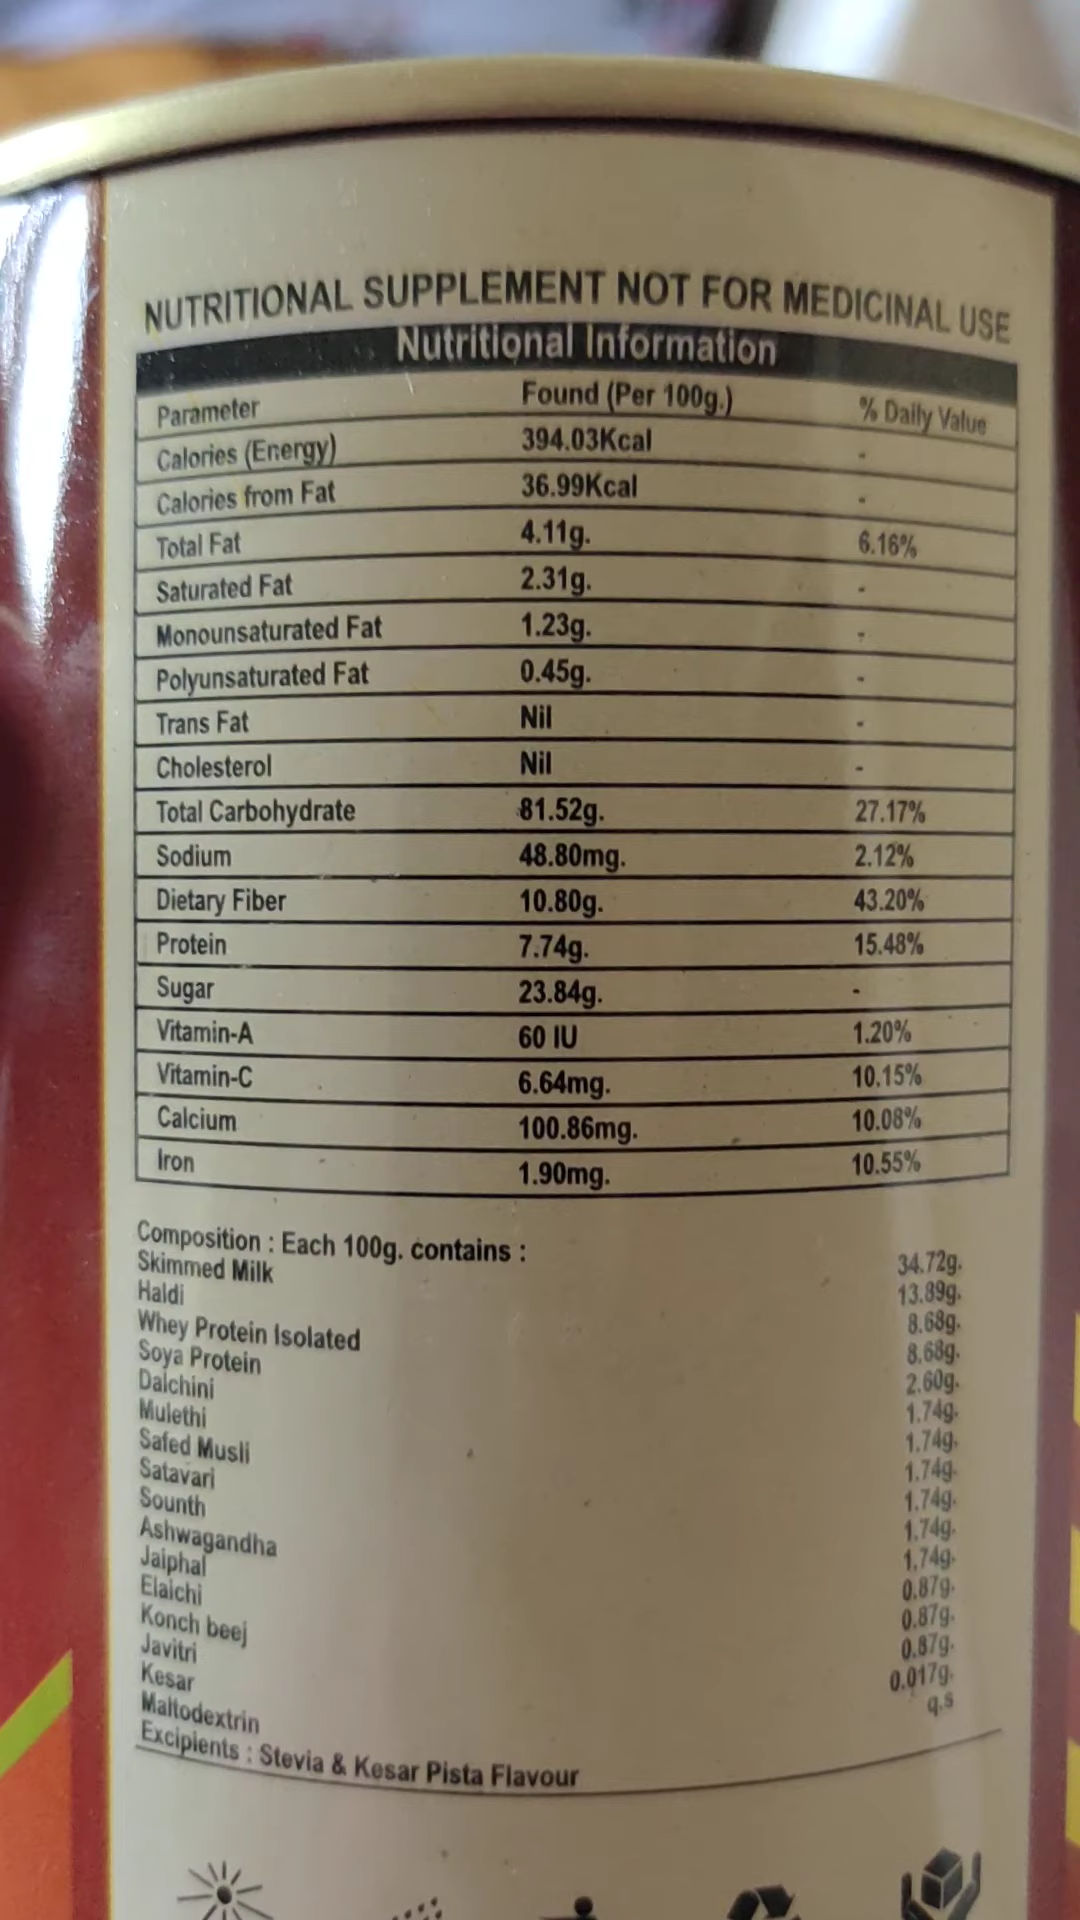 NUTRITIONAL SUPPLEMENT NOT FOR MEDICINAL USE
Nutritional Information
Parameter Found (Per 100g.) % Daily Value
Calories (Energy) 394.03Kcal -
Calories from Fat 36.99Kcal -
Total Fat 4.11g. 6.16%
Saturated Fat 2.31g. -
Monounsaturated Fat 1.23g. -
Polyunsaturated Fat 0.45g. -
Trans Fat Nil -
Cholesterol Nil -
Total Carbohydrate 81.52g. 27.17%
Sodium 48.80mg. 2.12%
Dietary Fiber 10.80g. 43.20%
Protein 7.74g. 15.48%
Sugar 23.84g. -
Vitamin-A 60 IU 1.20%
Vitamin-C 6.64mg. 10.15%
Calcium 100.86mg. 10.08%
Iron 1.90mg. 10.55%
Composition : Each 100g. contains :
Skimmed Milk 34.72g.
Haldi 13.89g.
Whey Protein Isolated 8.68g.
Soya Protein 8.68g.
Dalchini 2.60g.
Mulethi 1.74g.
Safed Musli 1.74g.
Satavari 1.74g.
Sounth 1.74g.
Ashwagandha 1.74g.
Jaiphal 1.74g.
Elaichi 0.87g.
Konch beej 0.87g.
Javitri 0.87g.
Kesar 0.017g.
Maltodextrin q.s
Excipients : Stevia & Kesar Pista Flavour